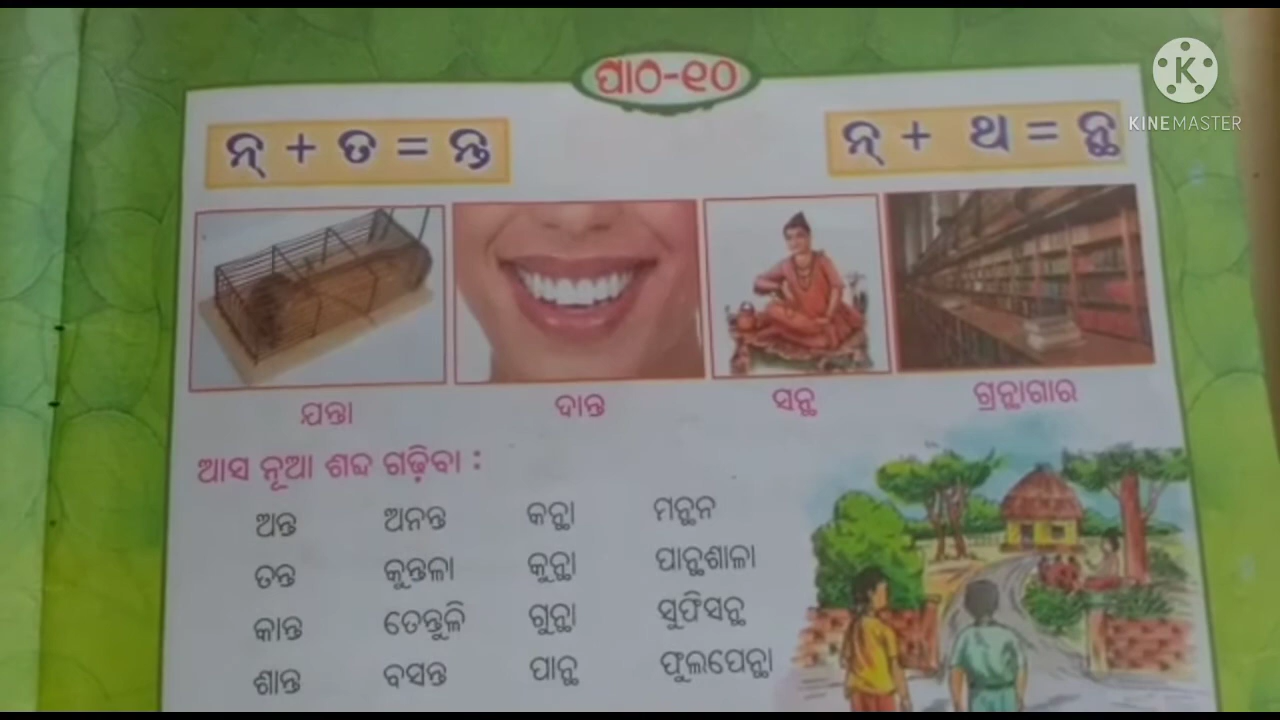 ପାଠ-୧୦
ନ୍ + ତ = ନ୍ତ ନ୍ + ଥ = ନ୍ଥ
ଯନ୍ତା ଦାନ୍ତ ସନ୍ଥ ଗ୍ରନ୍ଥାଗାର
ଆସ ନୂଆ ଶବ୍ଦ ଗଢ଼ିବା :
ଅନ୍ତ ଅନନ୍ତ କନ୍ଥା ମନ୍ଥନ
ତନ୍ତ କୁନ୍ତଳା କୁନ୍ଥା ପାନ୍ଥଶାଳା
କାନ୍ତ ତେନ୍ତୁଳି ଗୁନ୍ଥା ସୁଫିସନ୍ଥ
ଶାନ୍ତ ବସନ୍ତ ପାନ୍ଥ ଫୁଲପେନ୍ଥା
K
KINEMASTER